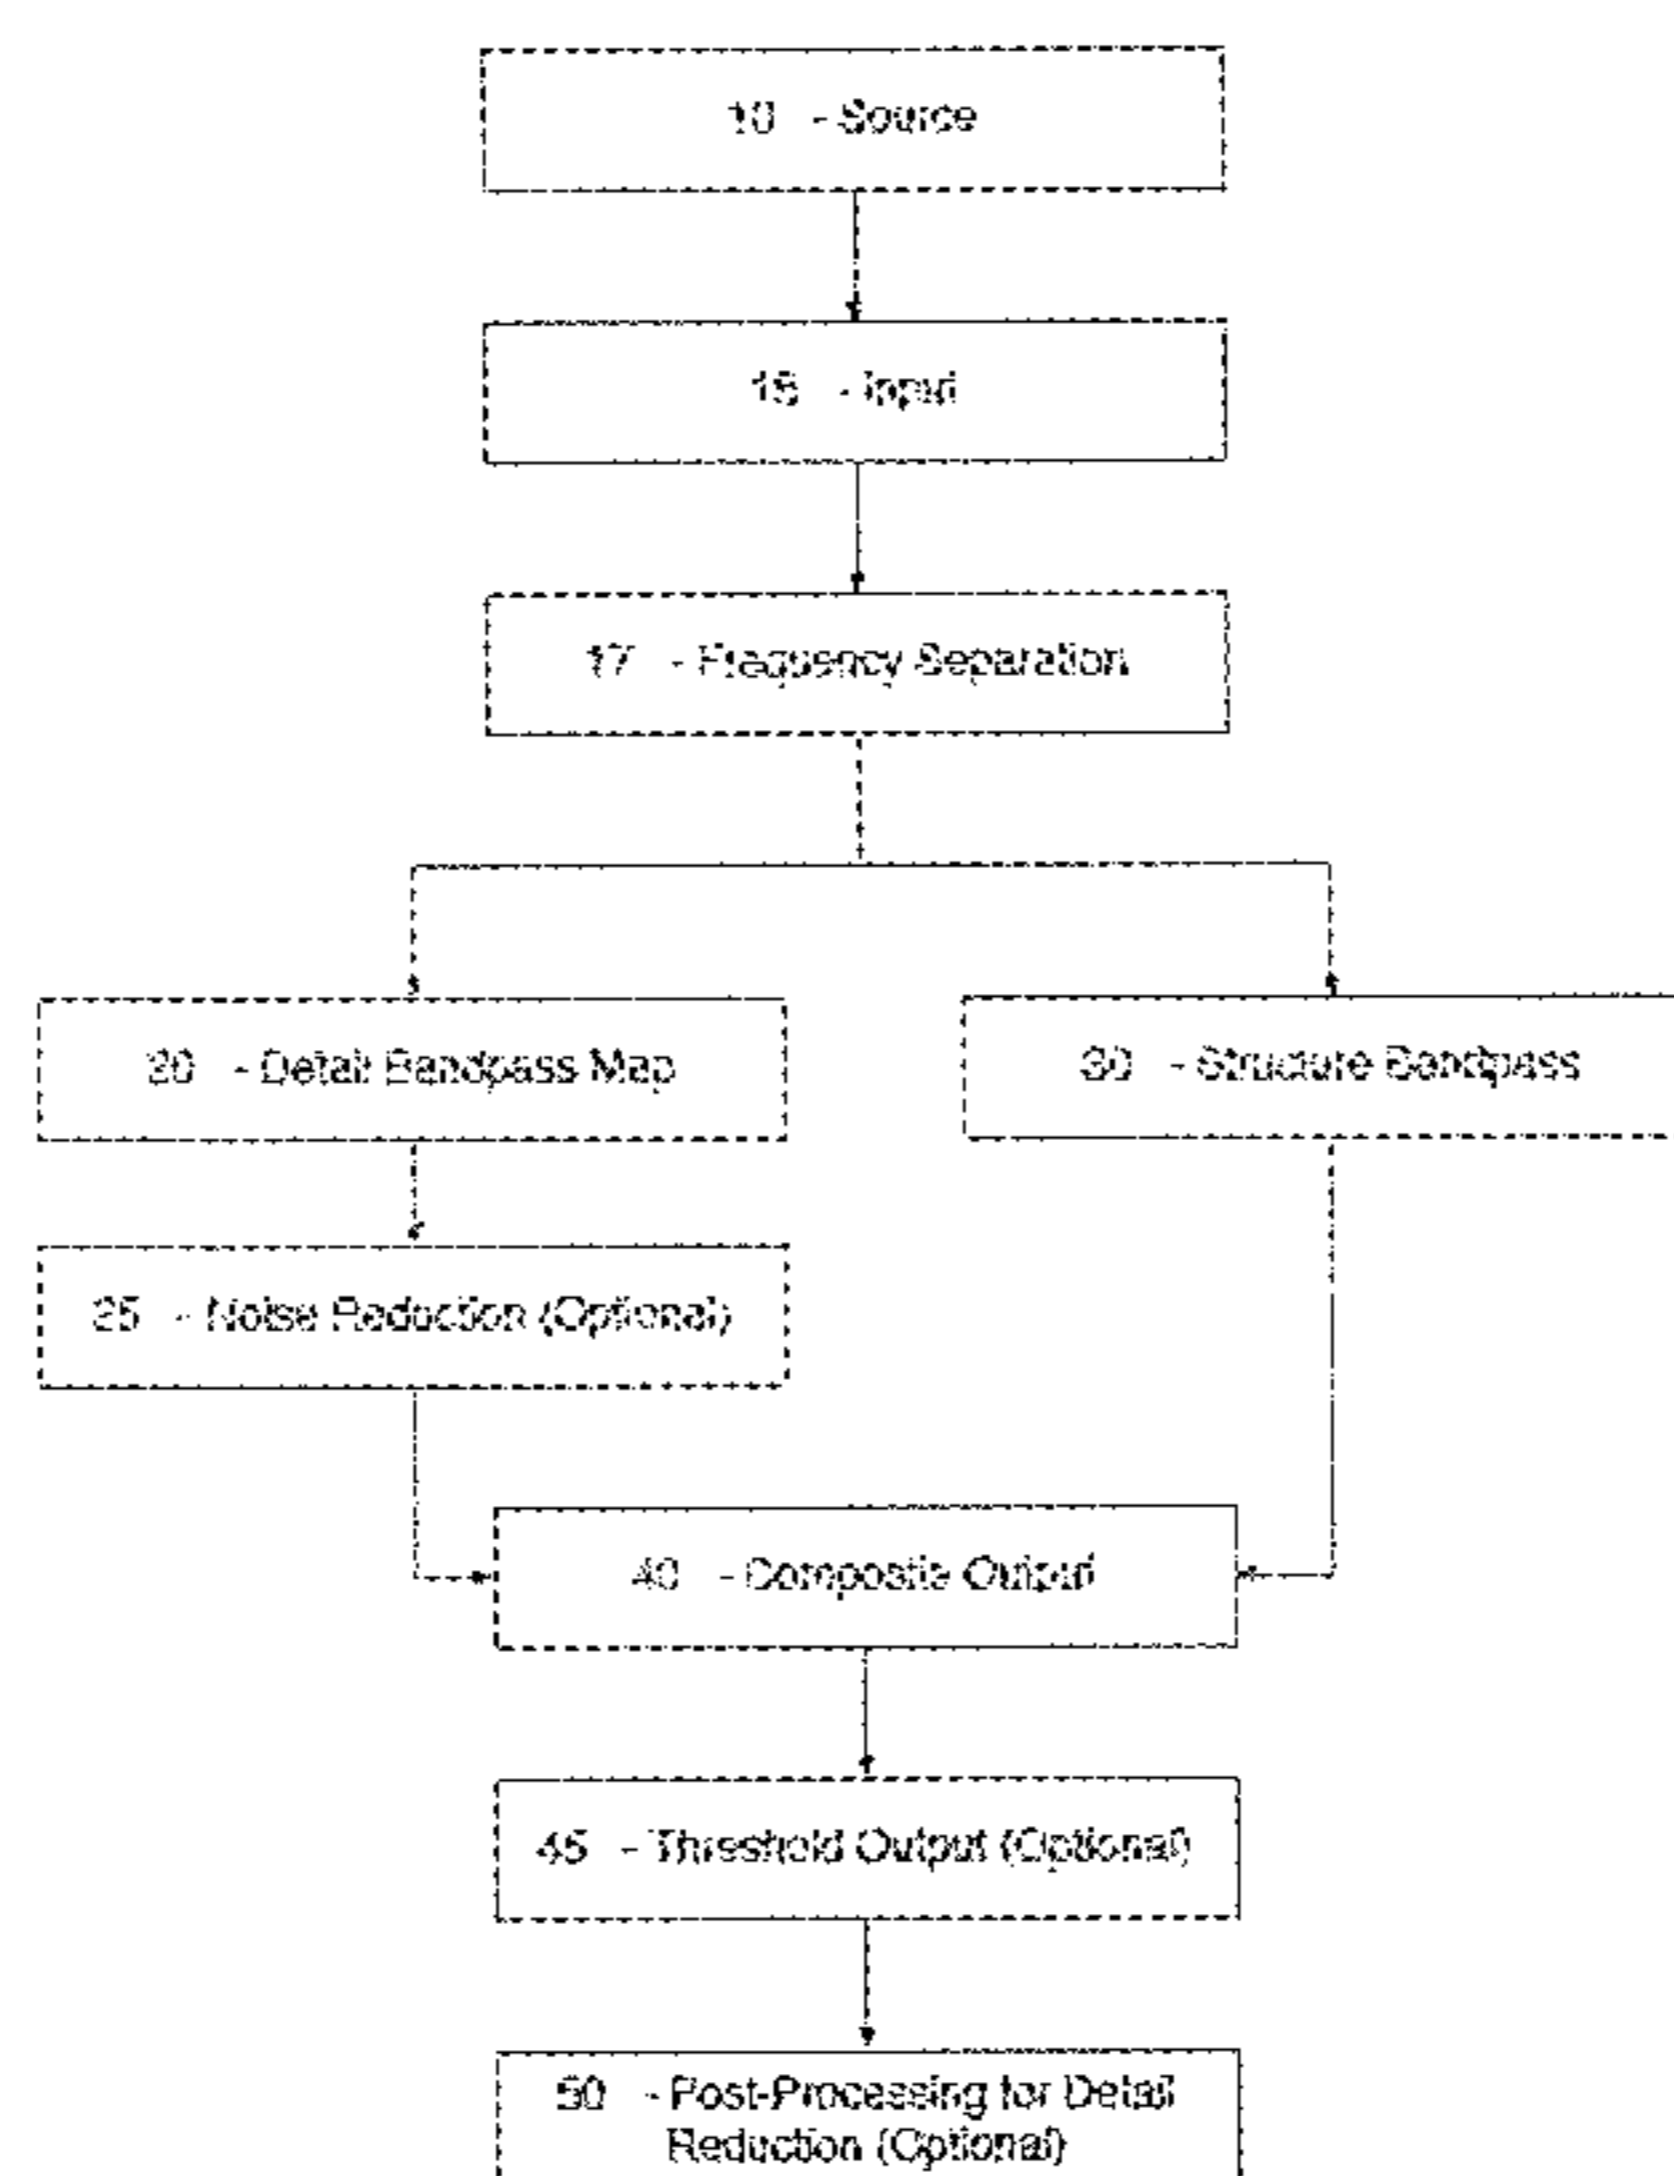 10 - Source
15 - Input
17 - Frequency Separation
20 - Detail Bandpass Map
30 - Structure Bandpass
25 - Noise Reduction (Optional)
40 - Composite Output
45 - Threshold Output (Optional)
50 - Post-Processing for Detail
Reduction (Optional)